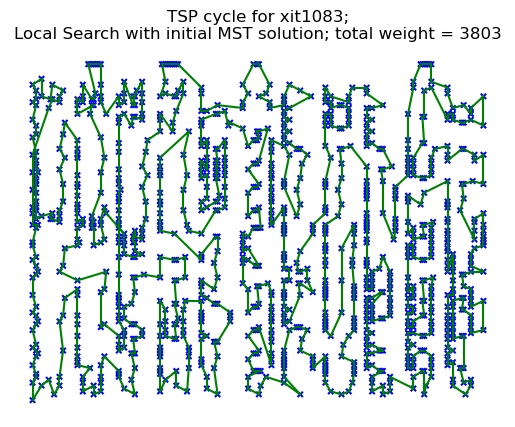 TSP cycle for xit1083;
Local Search with initial MST solution; total weight = 3803